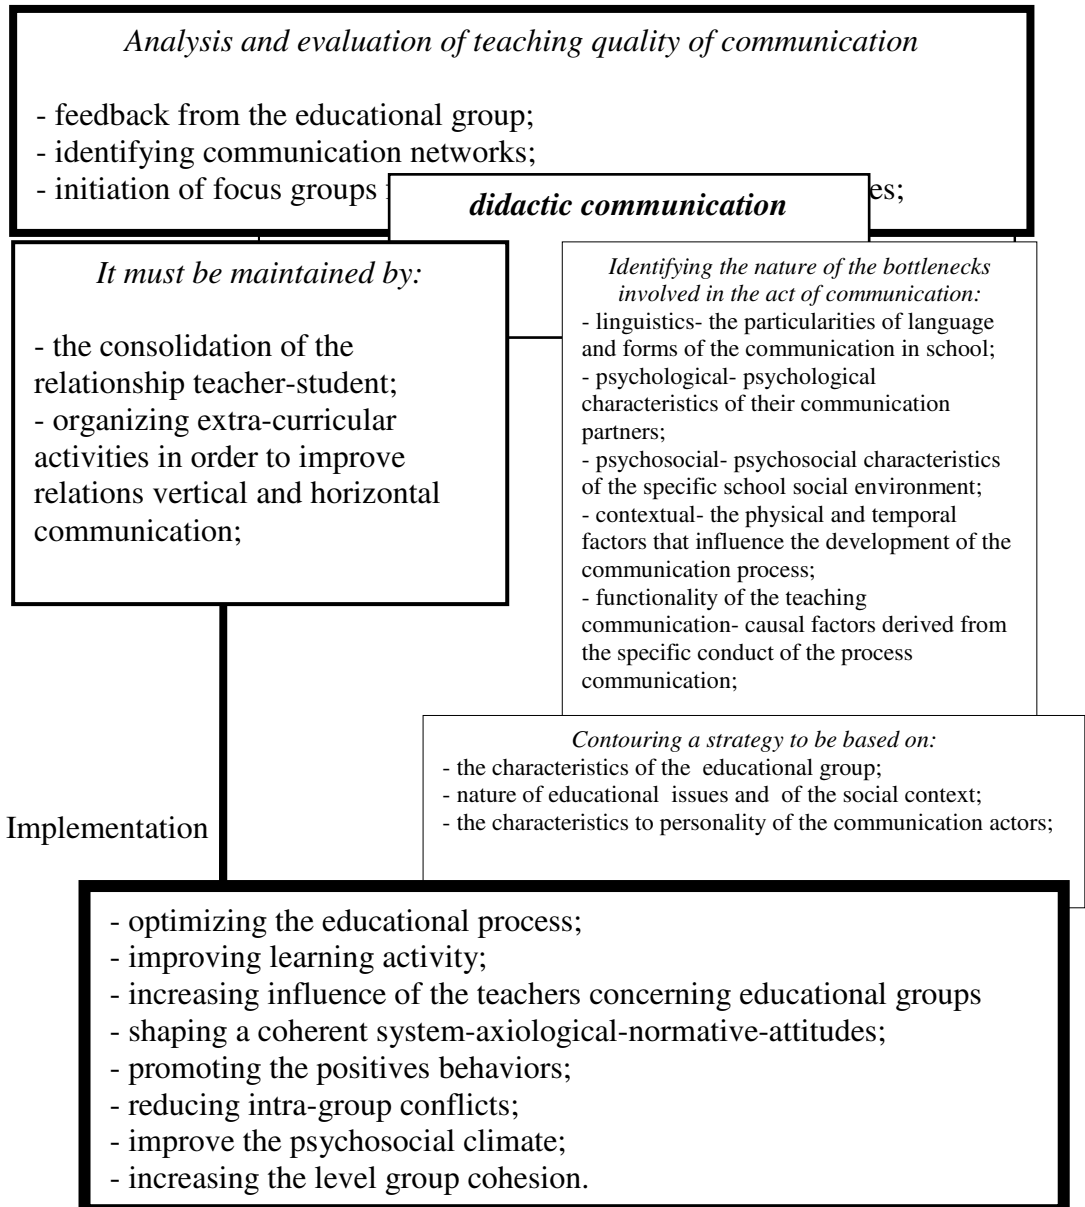 Analysis and evaluation of teaching quality of communication
- feedback from the educational group;
- identifying communication networks;
- initiation of focus groups es;
didactic communication
It must be maintained by:
- the consolidation of the
relationship teacher-student;
- organizing extra-curricular
activities in order to improve
relations vertical and horizontal
communication;
Identifying the nature of the bottlenecks
involved in the act of communication:
- linguistics- the particularities of language
and forms of the communication in school;
- psychological- psychological
characteristics of their communication
partners;
- psychosocial- psychosocial characteristics
of the specific school social environment;
- contextual- the physical and temporal
factors that influence the development of the
communication process;
- functionality of the teaching
communication- causal factors derived from
the specific conduct of the process
communication;
Contouring a strategy to be based on:
- the characteristics of the educational group;
- nature of educational issues and of the social context;
- the characteristics to personality of the communication actors;
Implementation
- optimizing the educational process;
- improving learning activity;
- increasing influence of the teachers concerning educational groups
- shaping a coherent system-axiological-normative-attitudes;
- promoting the positives behaviors;
- reducing intra-group conflicts;
- improve the psychosocial climate;
- increasing the level group cohesion.